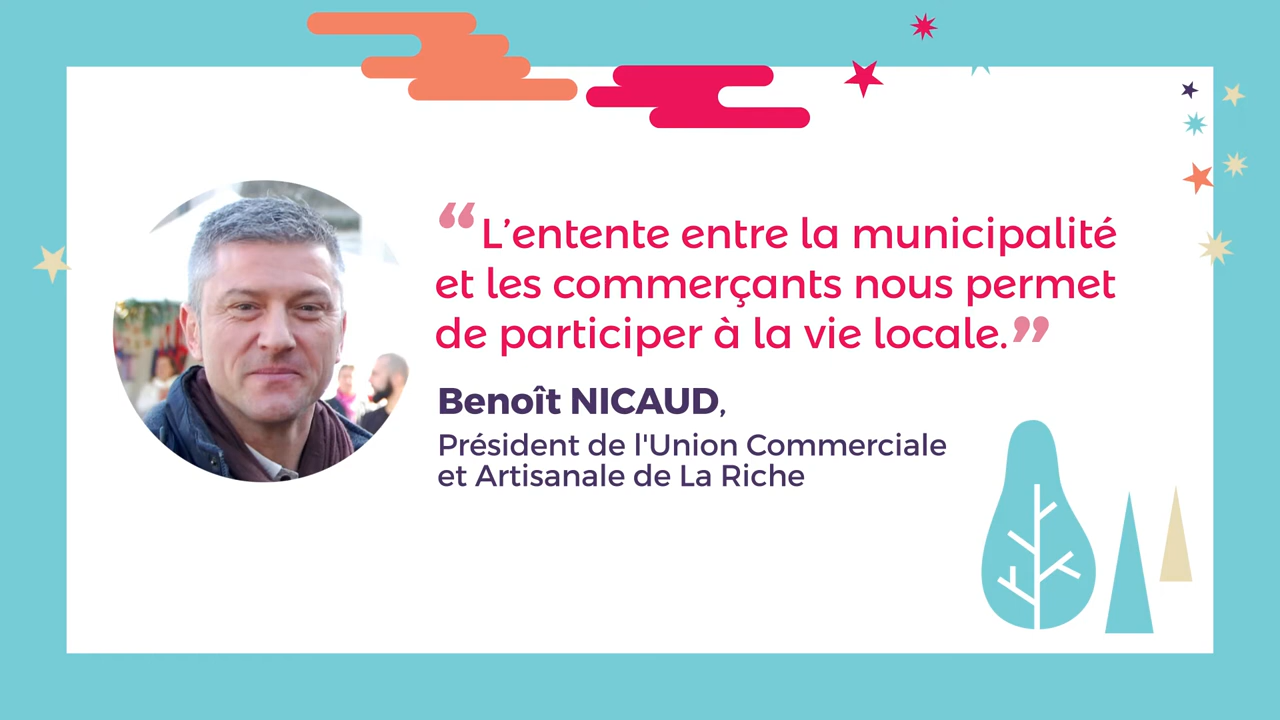 “L’entente entre la municipalité
et les commerçants nous permet
de participer à la vie locale.”
Benoît NICAUD,
Président de l'Union Commerciale
et Artisanale de La Riche